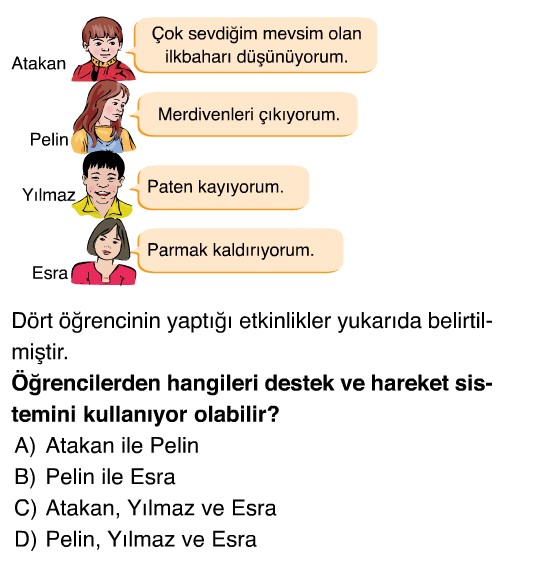 Atakan
Çok sevdiğim mevsim olan
ilkbaharı düşünüyorum.
Pelin
Merdivenleri çıkıyorum.
Yılmaz
Paten kayıyorum.
Esra
Parmak kaldırıyorum.
Dört öğrencinin yaptığı etkinlikler yukarıda belirtil-
miştir.
Öğrencilerden hangileri destek ve hareket sis-
temini kullanıyor olabilir?
A) Atakan ile Pelin
B) Pelin ile Esra
C) Atakan, Yılmaz ve Esra
D) Pelin, Yılmaz ve Esra